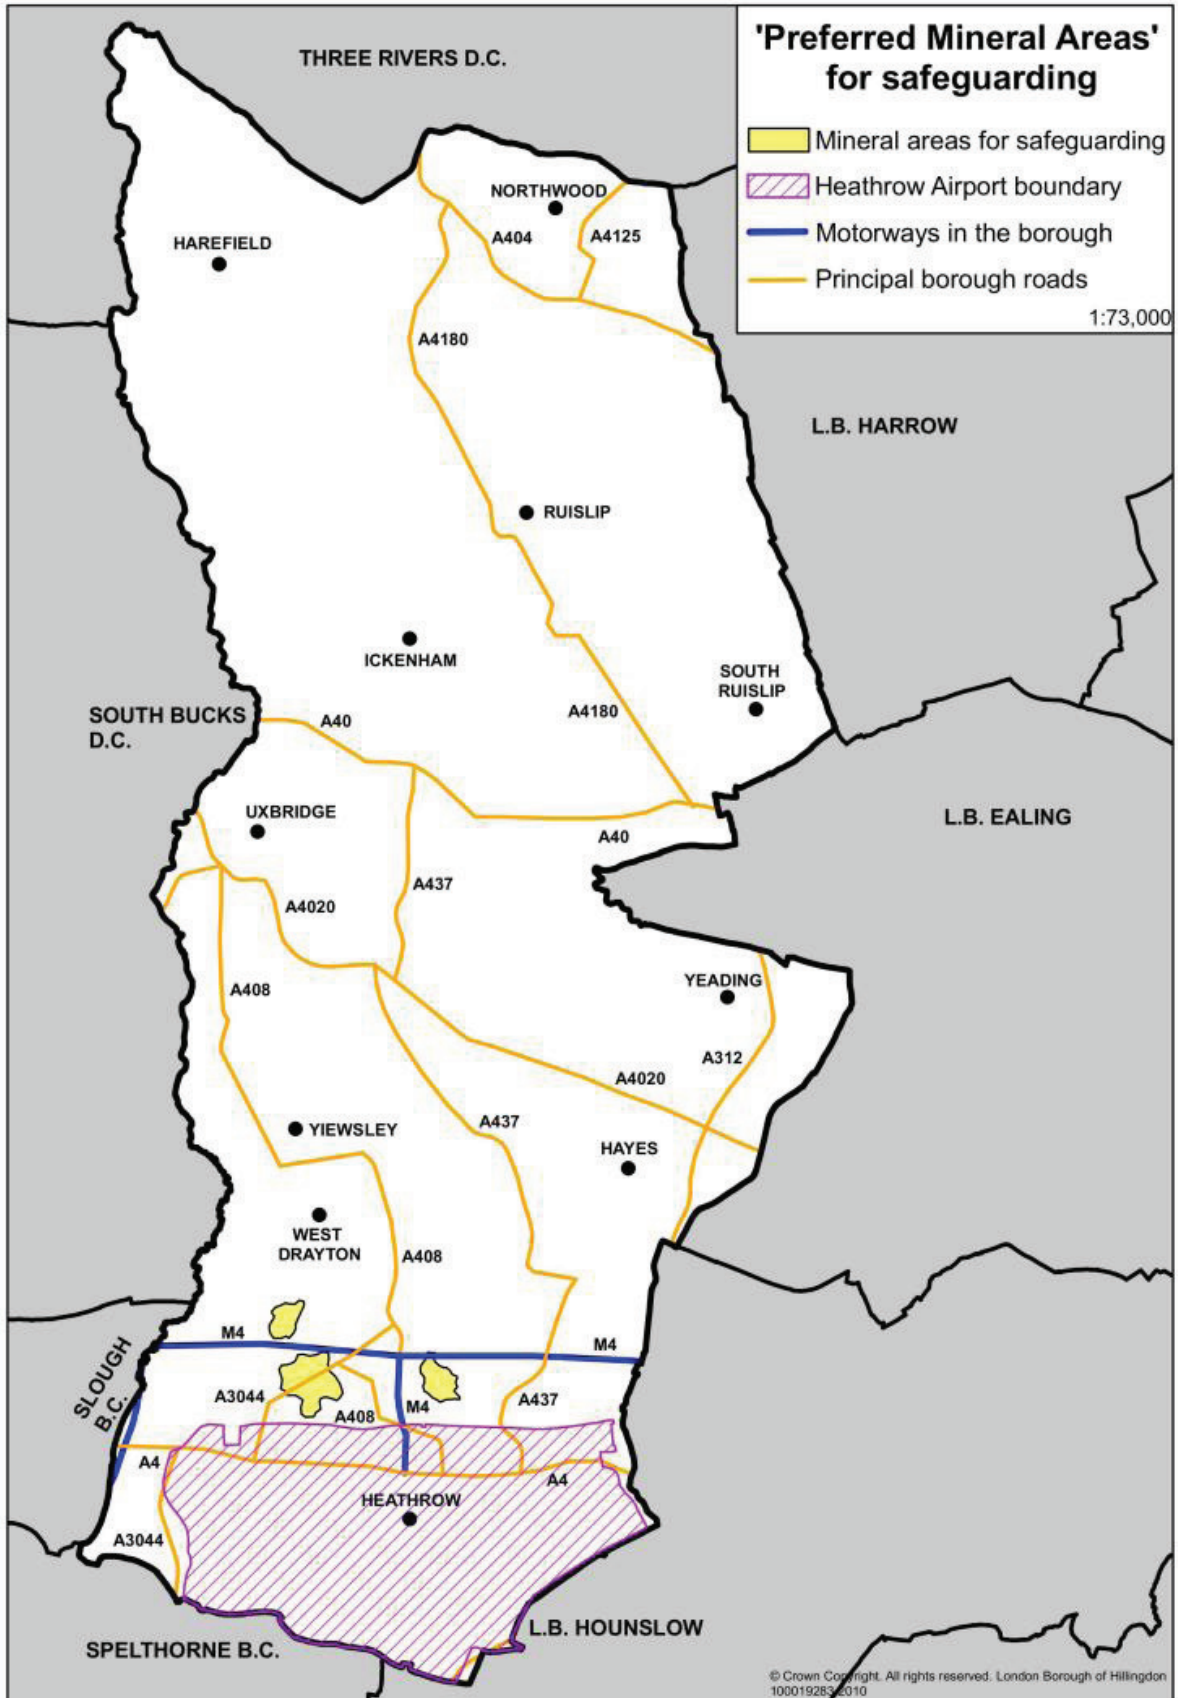 'Preferred Mineral Areas'
for safeguarding
Mineral areas for safeguarding
Heathrow Airport boundary
Motorways in the borough
Principal borough roads
1:73,000
THREE RIVERS D.C.
NORTHWOOD
A404
A4125
HAREFIELD
A4180
L.B. HARROW
RUISLIP
ICKENHAM
SOUTH
RUISLIP
SOUTH BUCKS
D.C.
A40
A4180
UXBRIDGE
A40
L.B. EALING
A437
A4020
YEADING
A408
A312
A4020
A437
YIEWSLEY
HAYES
WEST
DRAYTON
A408
M4
M4
SLOUGH
B.C.
A3044
A408
M4
A437
A4
A4
HEATHROW
A3044
L.B. HOUNSLOW
SPELTHORNE B.C.
© Crown Copyright. All rights reserved. London Borough of Hillingdon
100019283 2010